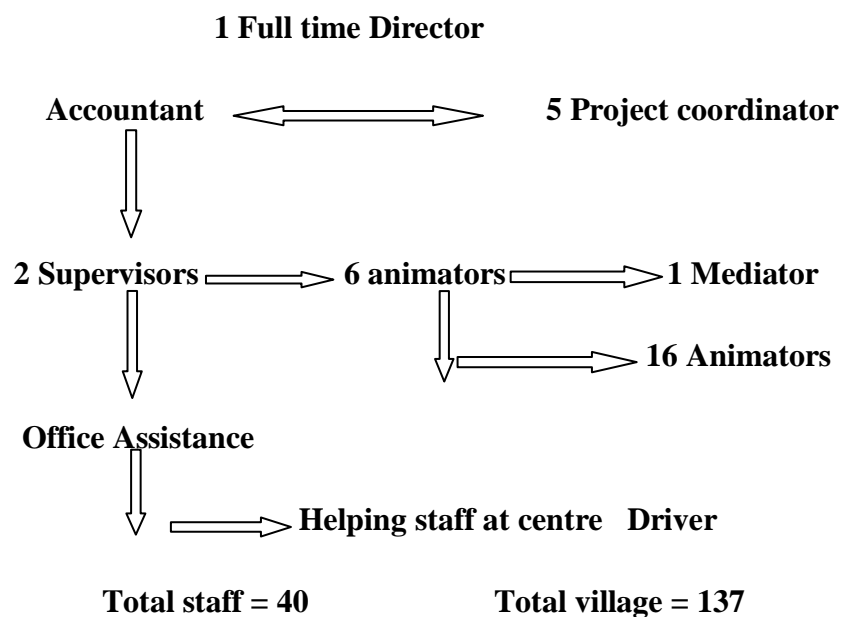 1 Full time Director
Accountant 5 Project coordinator
2 Supervisors 6 animators 1 Mediator
16 Animators
Office Assistance
Helping staff at centre Driver
Total staff = 40 Total village = 137